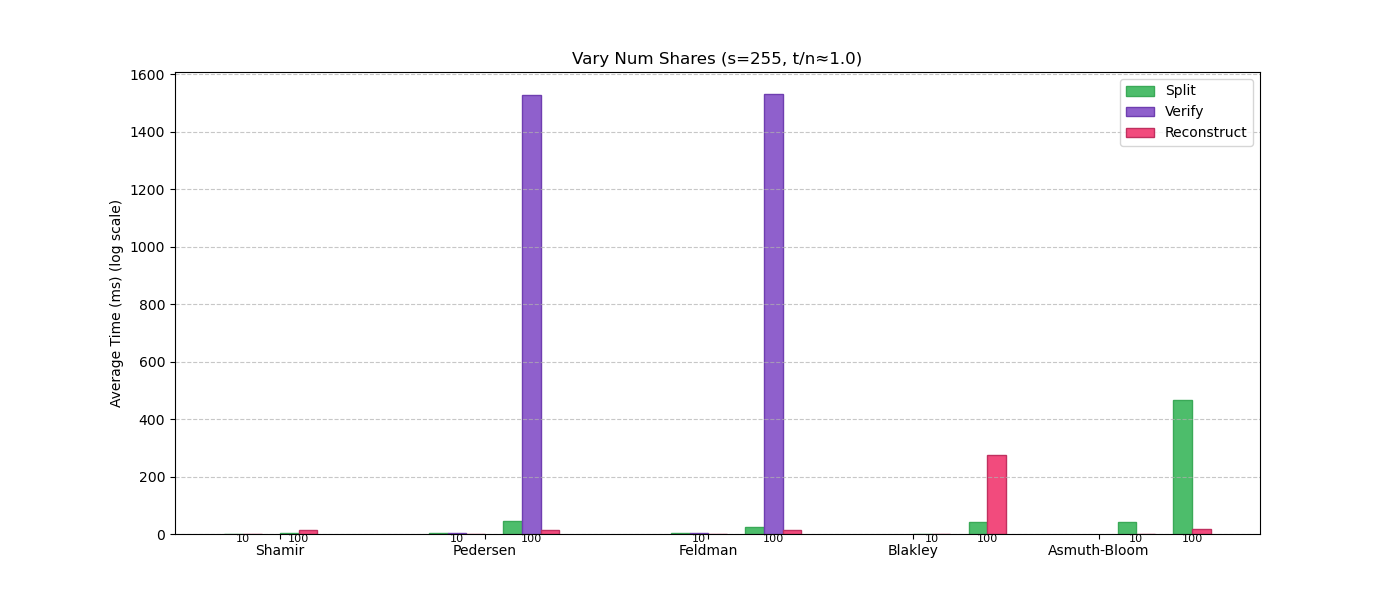 Vary Num Shares (s=255, t/n≈1.0)
Average Time (ms) (log scale)
1600
1400
1200
1000
800
600
400
200
0
Split
Verify
Reconstruct
10 100 10 100 10 100 10 100 10 100
Shamir Pedersen Feldman Blakley Asmuth-Bloom